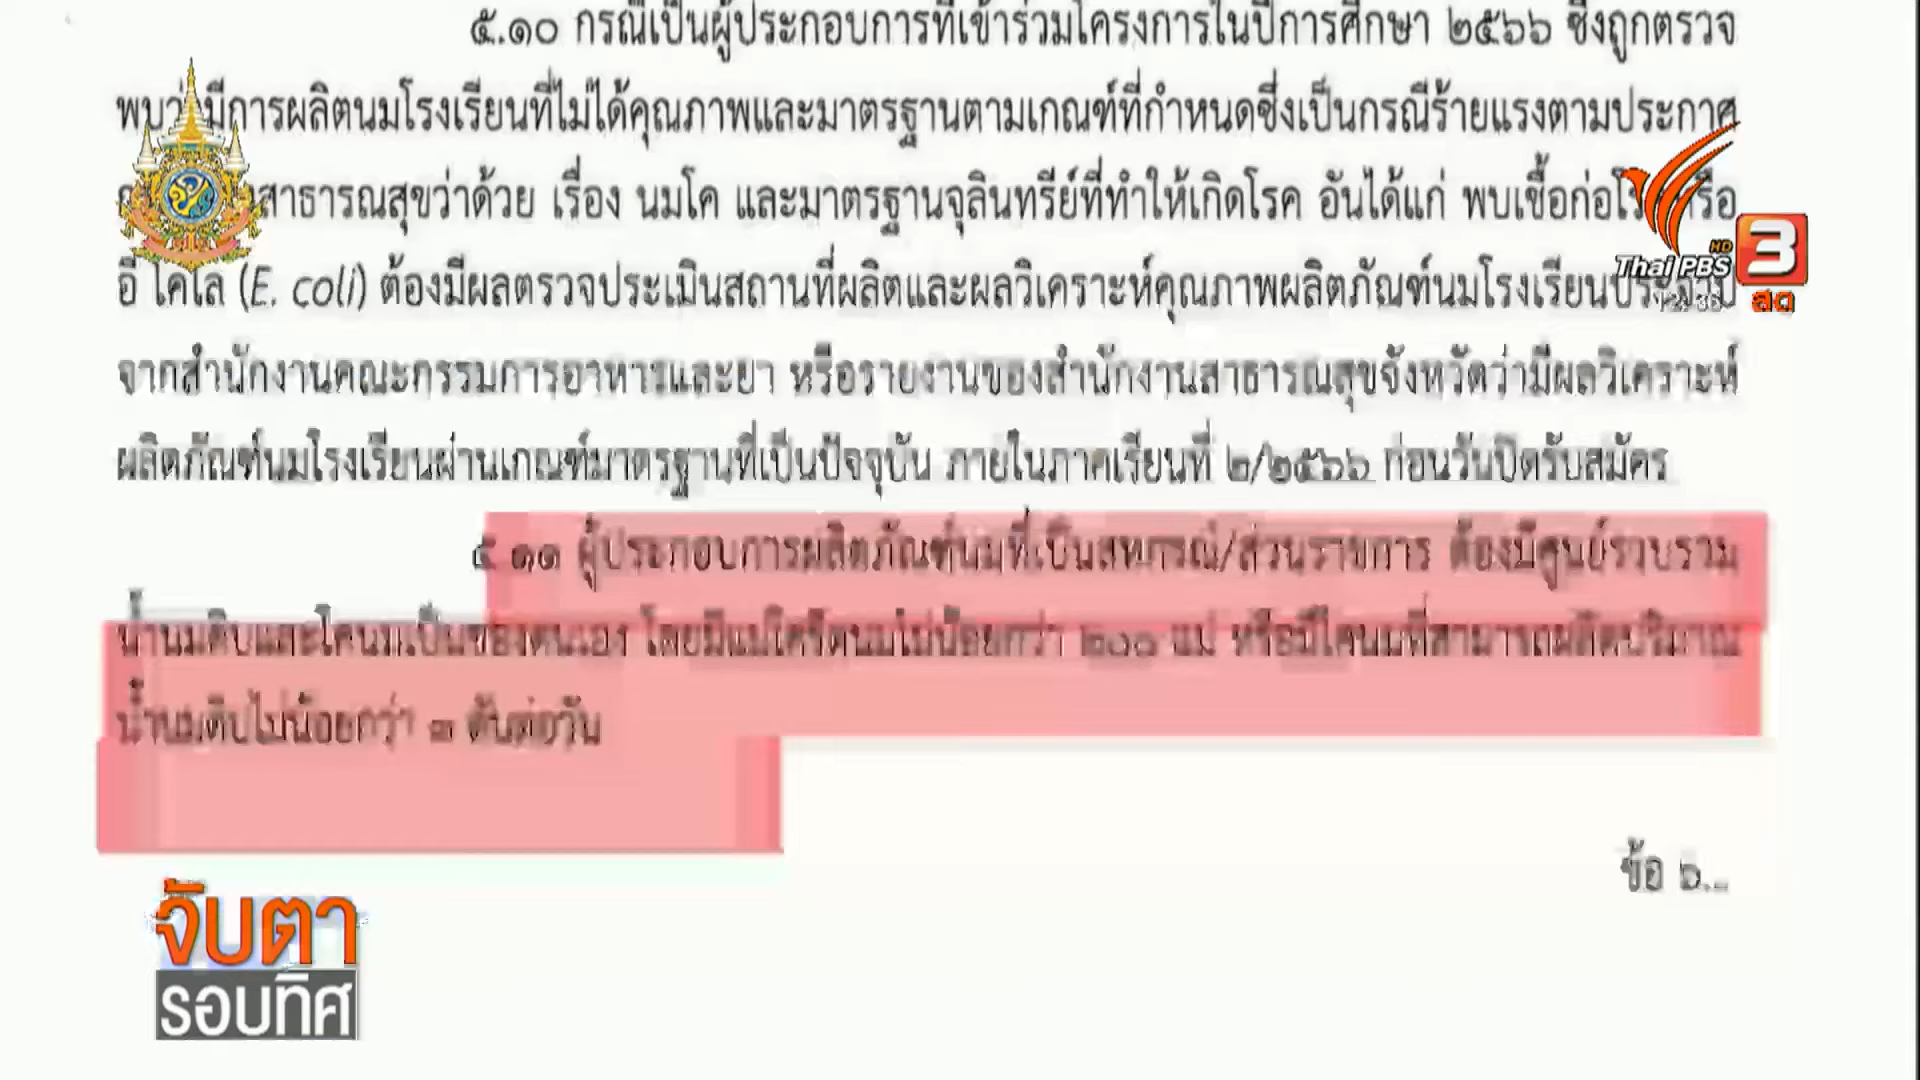 ๕.๑๐ กรณีเป็นผู้ประกอบการที่เข้าร่วมโครงการในปีการศึกษา ๒๕๖๖ ซึ่งถูกตรวจ
พบว่ามีการผลิตนมโรงเรียนที่ไม่ได้คุณภาพและมาตรฐานตามเกณฑ์ที่กำหนดซึ่งเป็นกรณีร้ายแรงตามประกาศ
สาธารณสุขว่าด้วย เรื่อง นมโค และมาตรฐานจุลินทรีย์ที่ทำให้เกิดโรค อันได้แก่ พบเชื้อก่อโรคหรือ
อี โคไล (E. coli) ต้องมีผลตรวจประเมินสถานที่ผลิตและผลวิเคราะห์คุณภาพผลิตภัณฑ์นมโรงเรียนประจำปี
จากสำนักงานคณะกรรมการอาหารและยา หรือรายงานของสำนักงานสาธารณสุขจังหวัดว่ามีผลวิเคราะห์
ผลิตภัณฑ์นมโรงเรียนผ่านเกณฑ์มาตรฐานที่เป็นปัจจุบัน ภายในภาคเรียนที่ ๒/๒๕๖๖ ก่อนวันปิดรับสมัคร
๕.๑๑ ผู้ประกอบการผลิตภัณฑ์นมที่เป็นสหกรณ์/ส่วนราชการ ต้องมีศูนย์รวบรวม
น้ำนมดิบและโคนมเป็นของตนเอง โดยมีแม่โครีดนมไม่น้อยกว่า ๒๐๐ แม่ หรือมีโคนมที่สามารถผลิตปริมาณ
น้ำนมดิบไม่น้อยกว่า ๓ ตันต่อวัน
ข้อ ๖...
Thai PBS
HD
3
สด
จับตา
รอบทิศ